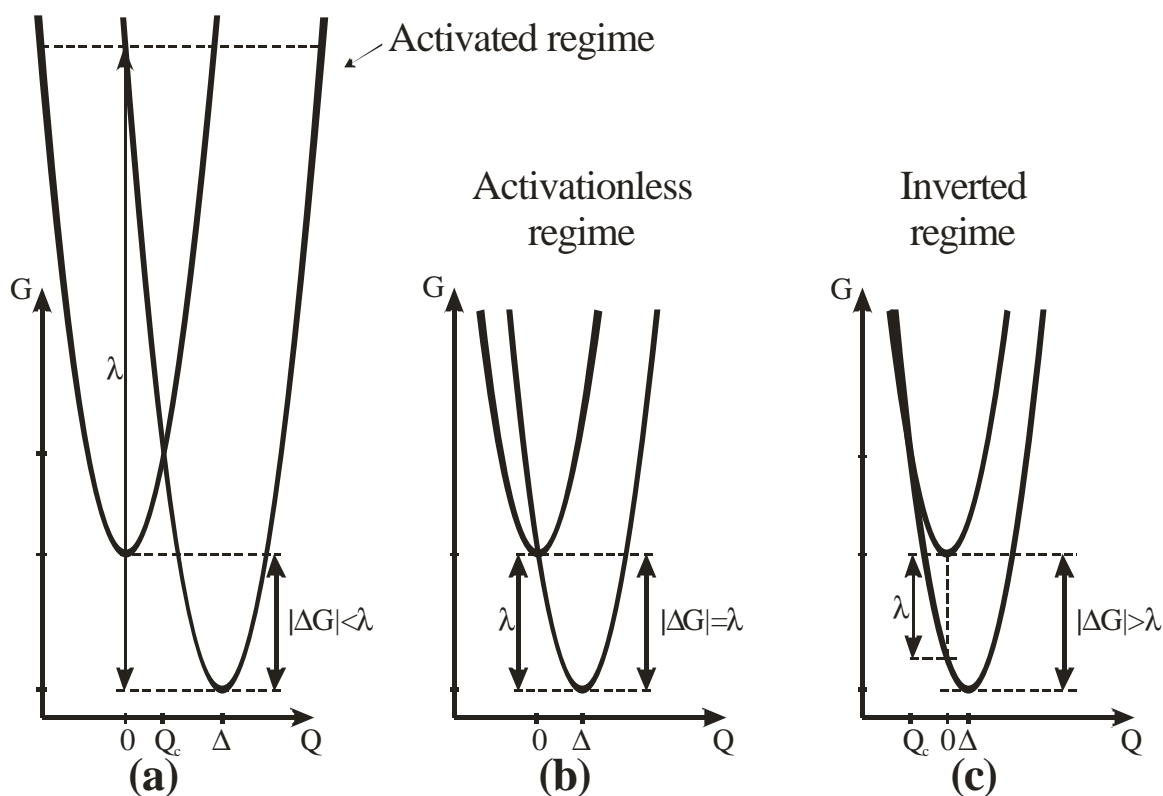 Activated regime
λ
G
|ΔG|<λ
0 Q_c Δ Q
(a)
Activationless
regime
G
λ
|ΔG|=λ
0 Δ Q
(b)
Inverted
regime
G
λ
|ΔG|>λ
Q_c 0 Δ Q
(c)